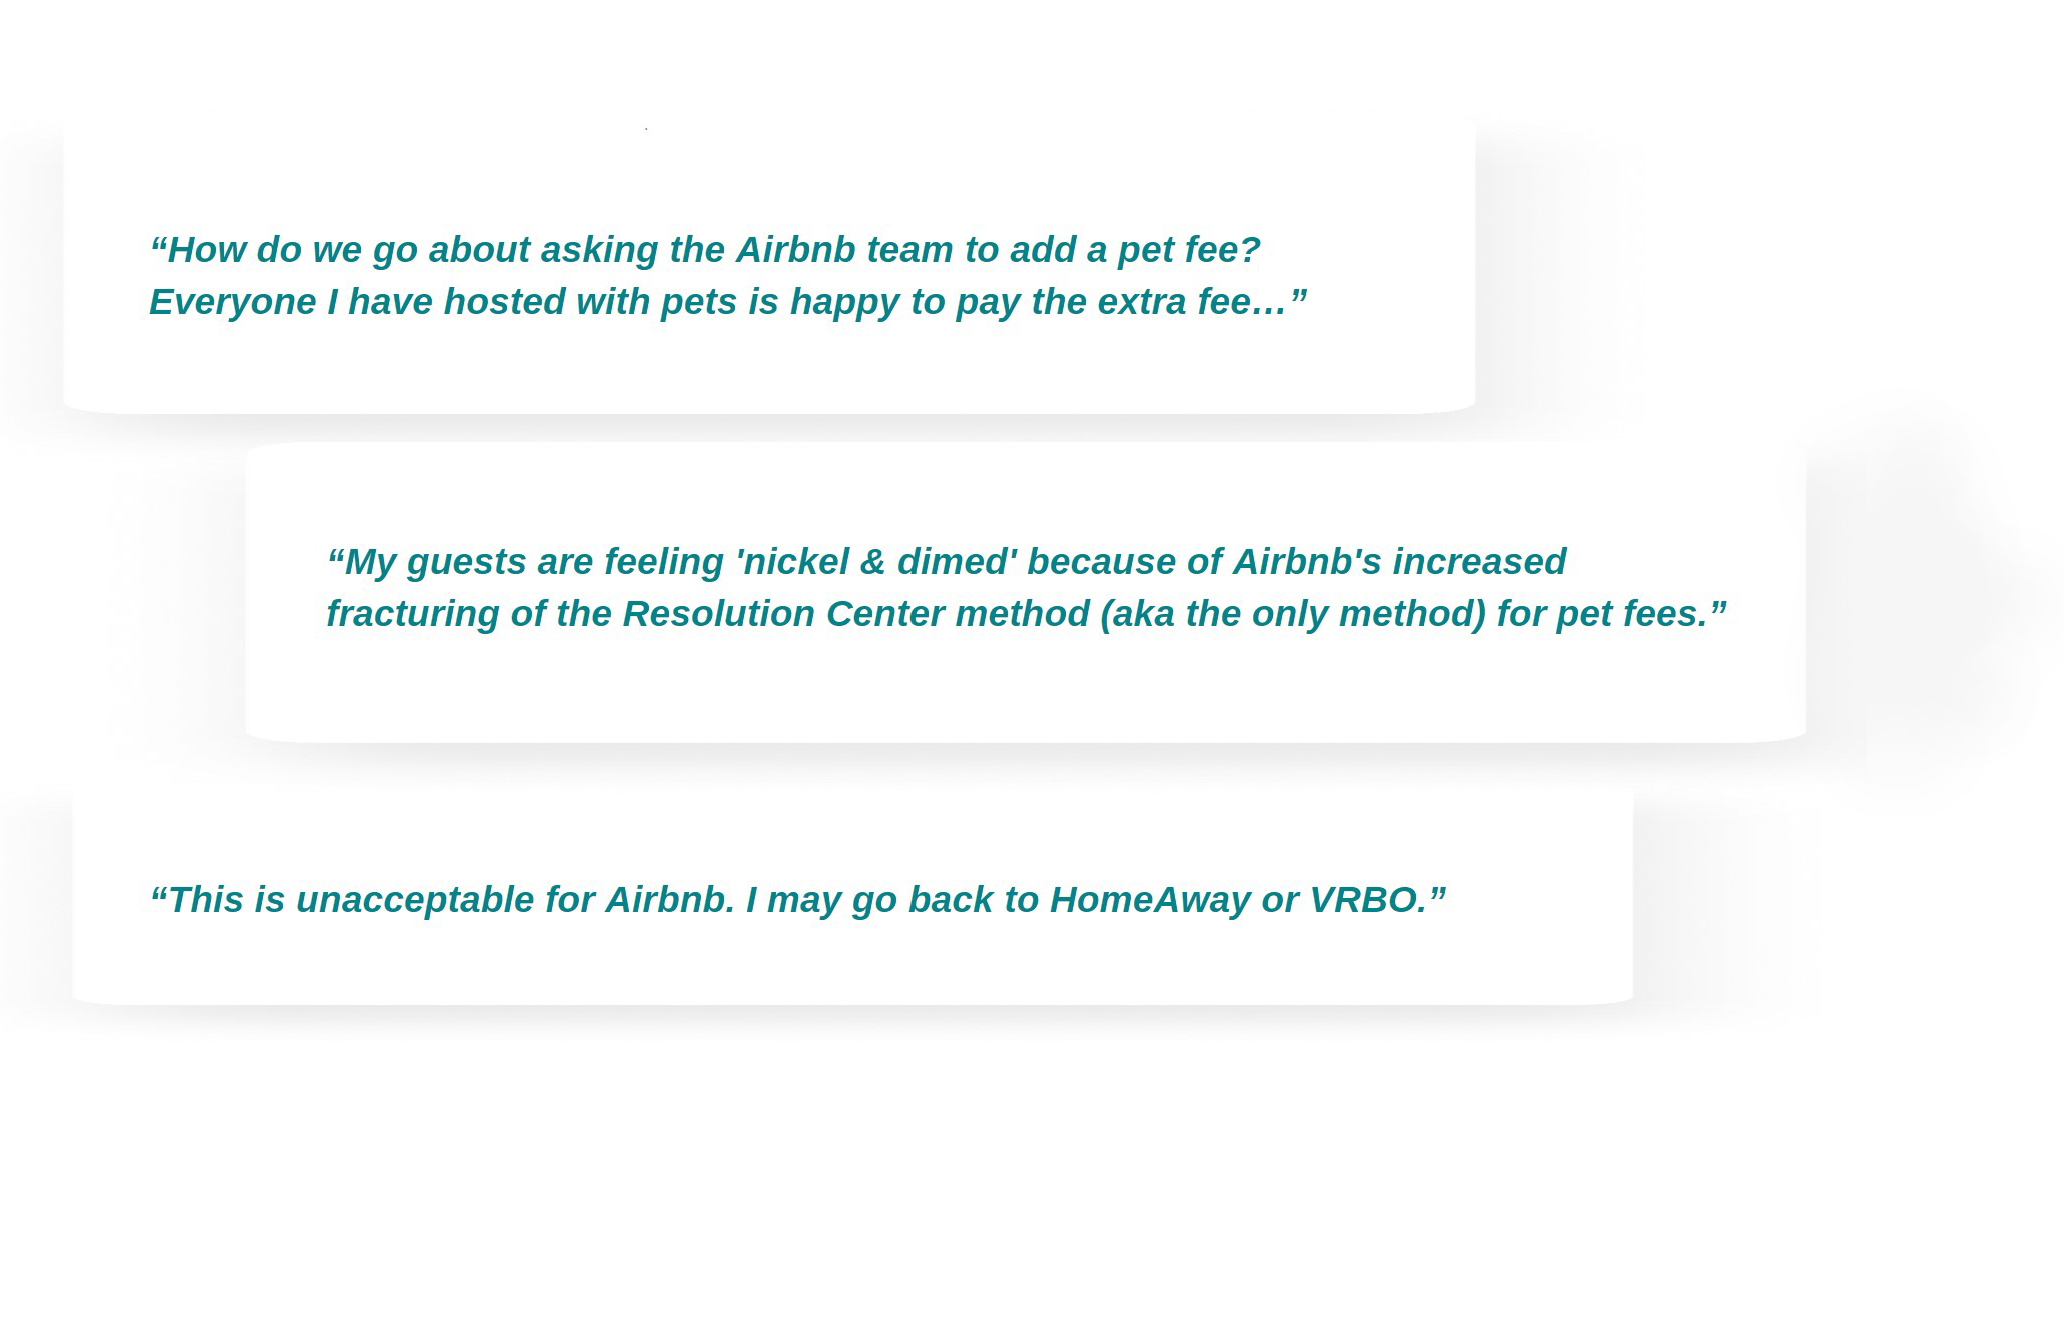 “How do we go about asking the Airbnb team to add a pet fee?
Everyone I have hosted with pets is happy to pay the extra fee…”
“My guests are feeling 'nickel & dimed' because of Airbnb's increased
fracturing of the Resolution Center method (aka the only method) for pet fees.”
“This is unacceptable for Airbnb. I may go back to HomeAway or VRBO.”